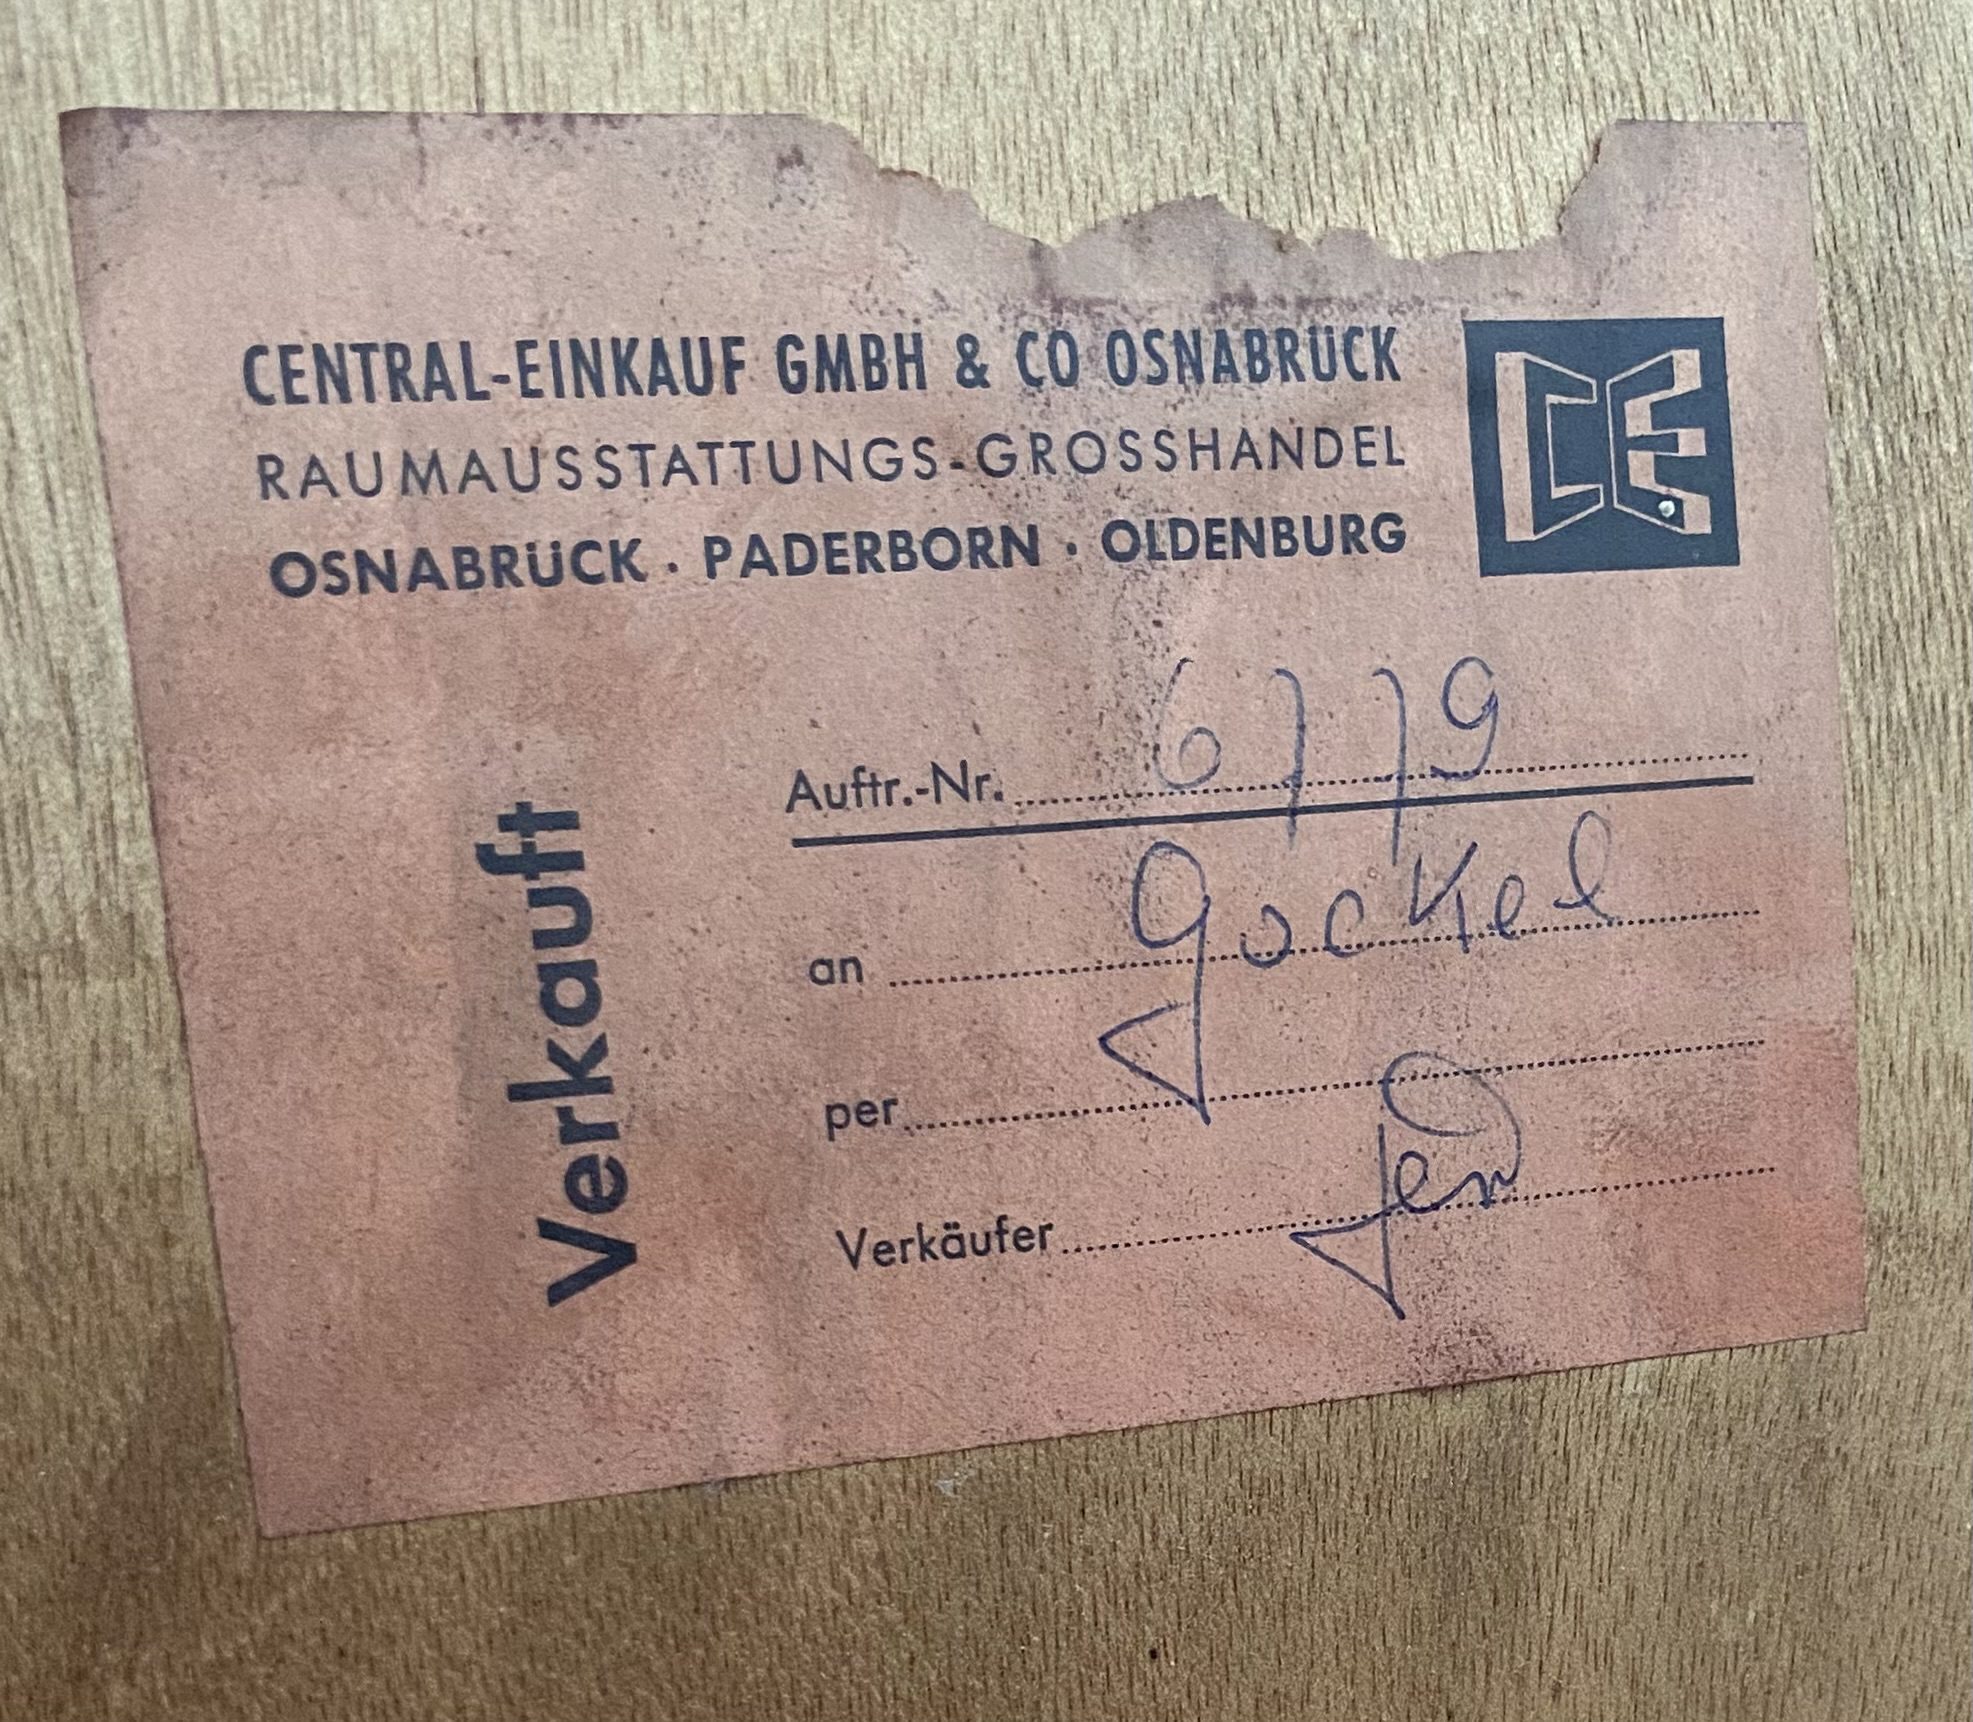 CENTRAL-EINKAUF GMBH & CO OSNABRÜCK
RAUMAUSSTATTUNGS-GROSSHANDEL
OSNABRÜCK · PADERBORN · OLDENBURG
CE
Verkauft
Auftr.-Nr. 6779
an Gockel
per
Verkäufer